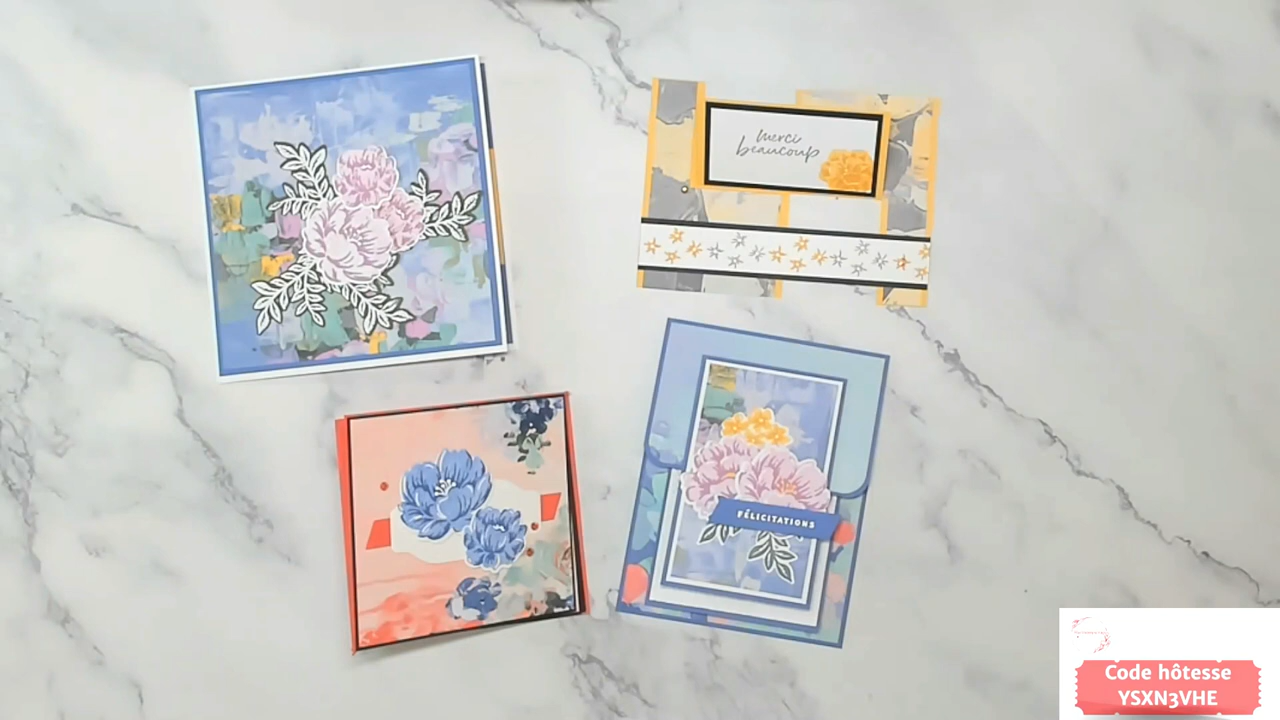 merci
beaucoup
FÉLICITATIONS
Code hôtesse
YSXN3VHE